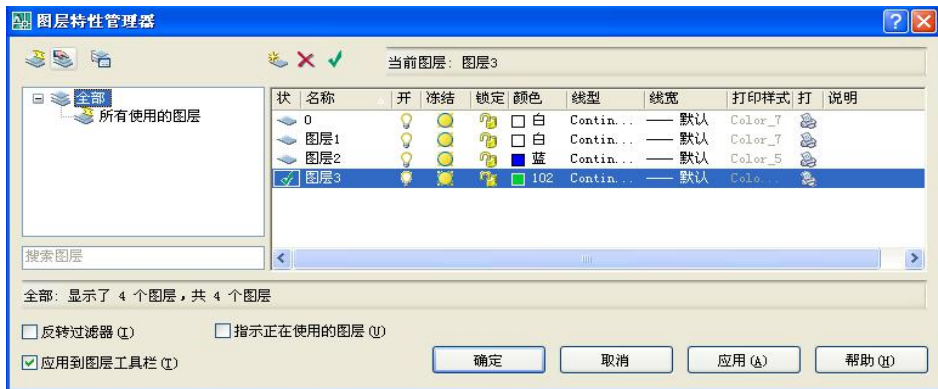 图层特性管理器
当前图层: 图层3
全部
所有使用的图层
状 名称 开 冻结 锁定 颜色 线型 线宽 打印样式 打 说明
0 白 Contin... 默认 Color_7
图层1 白 Contin... 默认 Color_7
图层2 蓝 Contin... 默认 Color_5
图层3 102 Contin... 默认 Colo...
搜索图层
全部: 显示了 4 个图层,共 4 个图层
反转过滤器(I) 指示正在使用的图层(U)
应用到图层工具栏(T) 确定 取消 应用(A) 帮助(H)